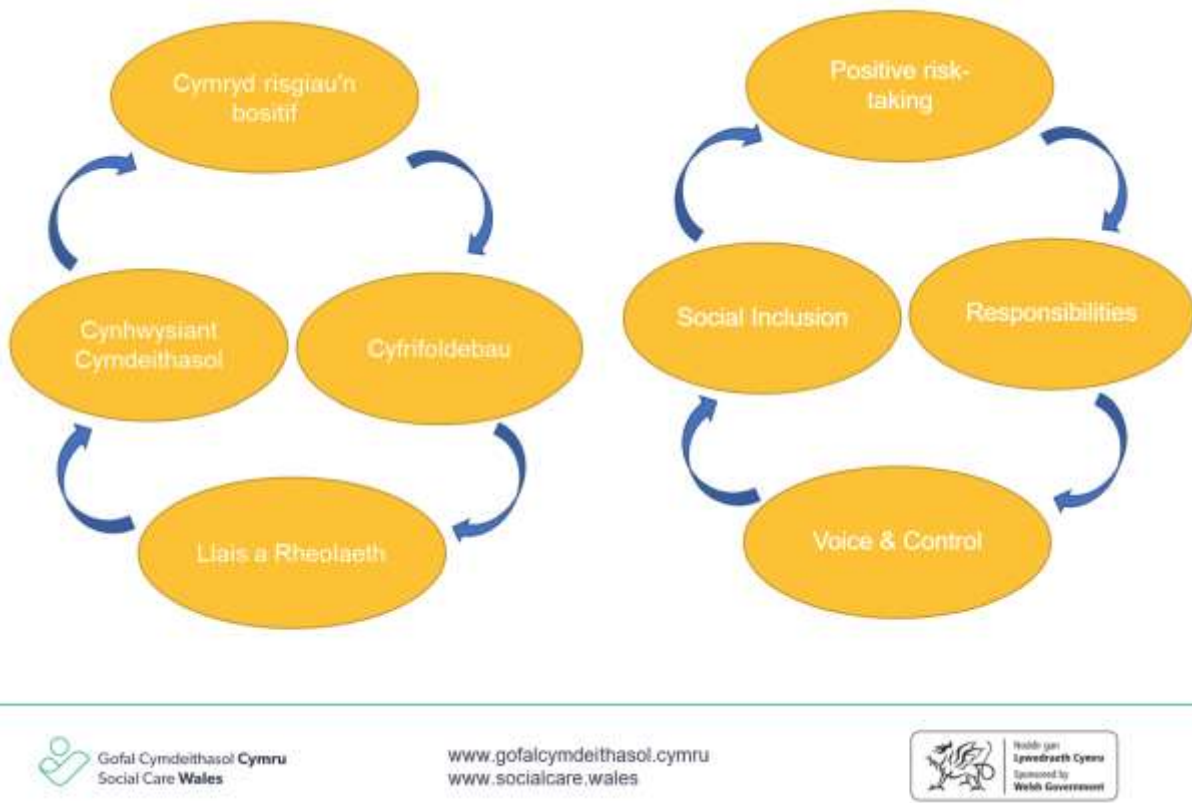 Cymryd risgiau'n
bositif
Cynhwysiant
Cymdeithasol
Cyfrifoldebau
Llais a Rheolaeth
Positive risk-
taking
Social Inclusion
Responsibilities
Voice & Control
Gofal Cymdeithasol Cymru
Social Care Wales
www.gofalcymdeithasol.cymru
www.socialcare.wales
Noddir gan
Lywodraeth Cymru
Sponsored by
Welsh Government